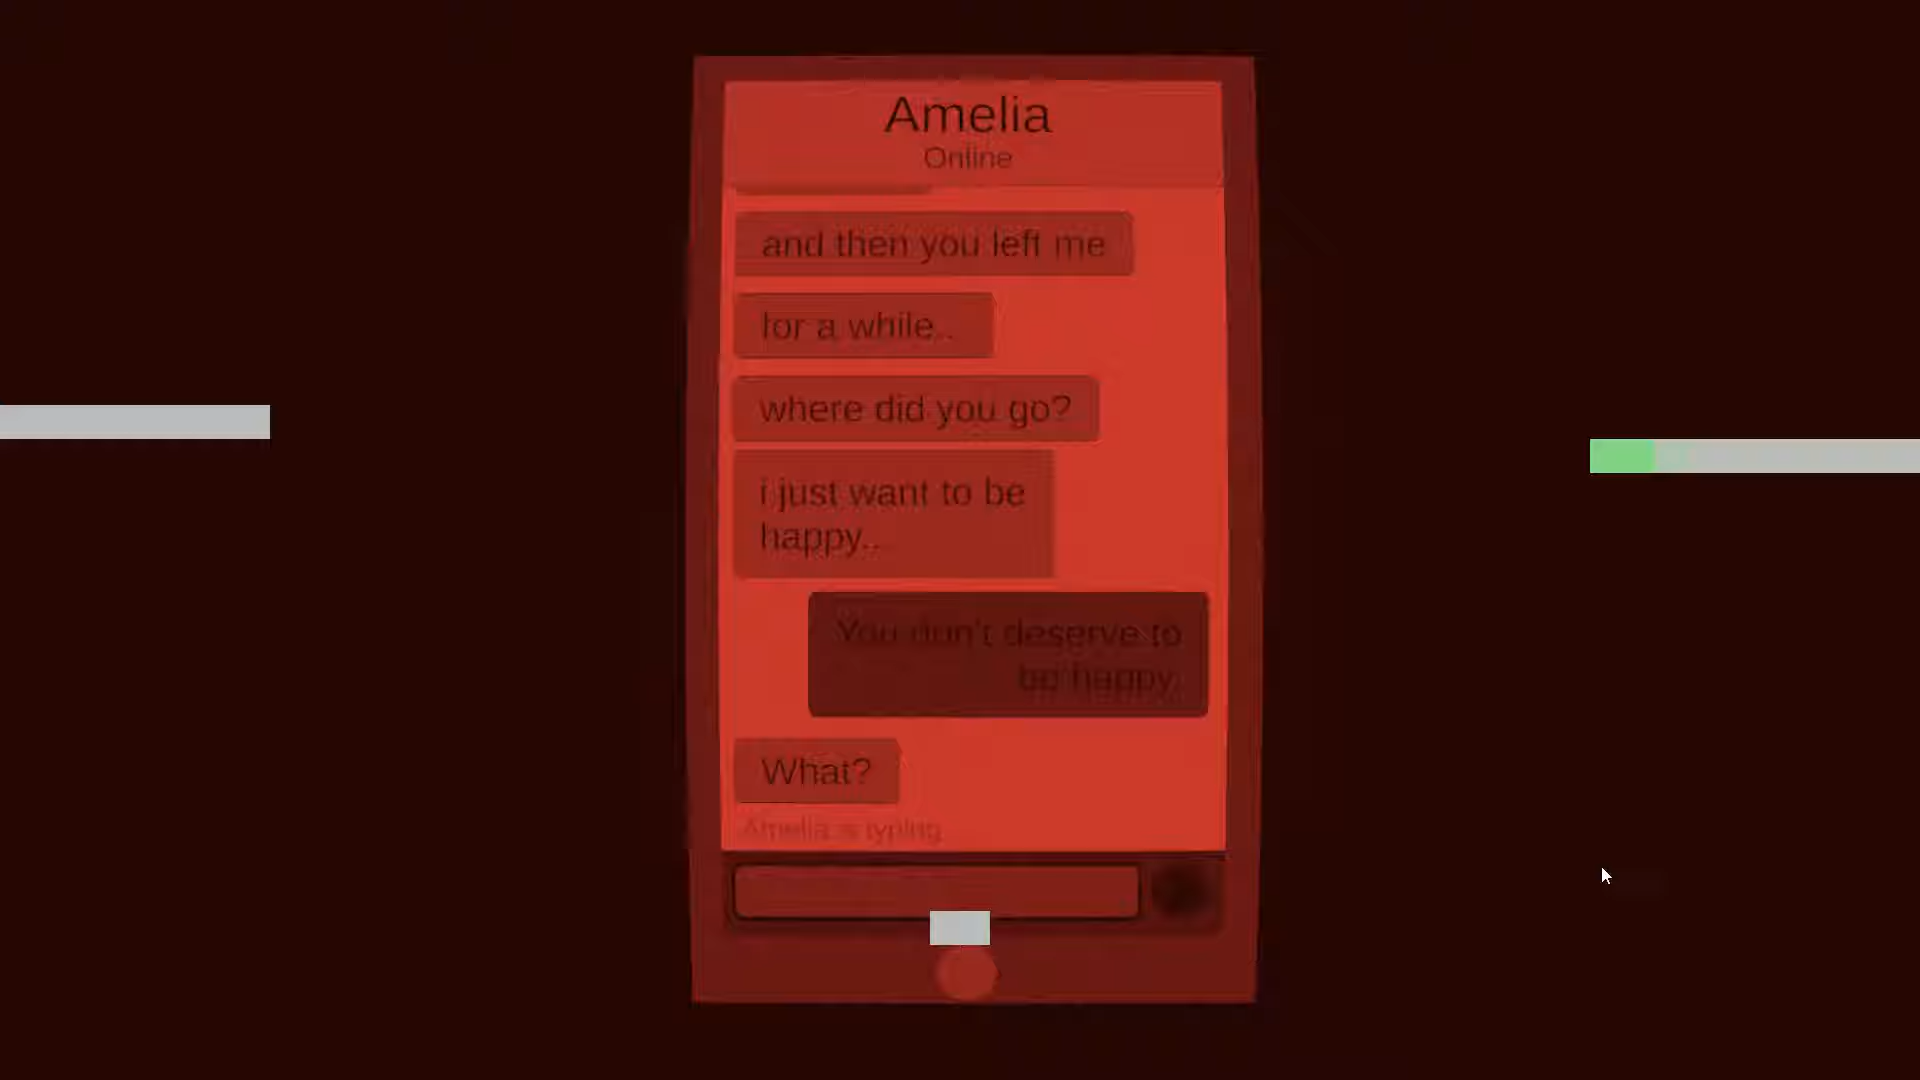 Amelia
Online
and then you left me
for a while..
where did you go?
i just want to be
happy..
You don't deserve to
be happy.
What?
Amelia is typing